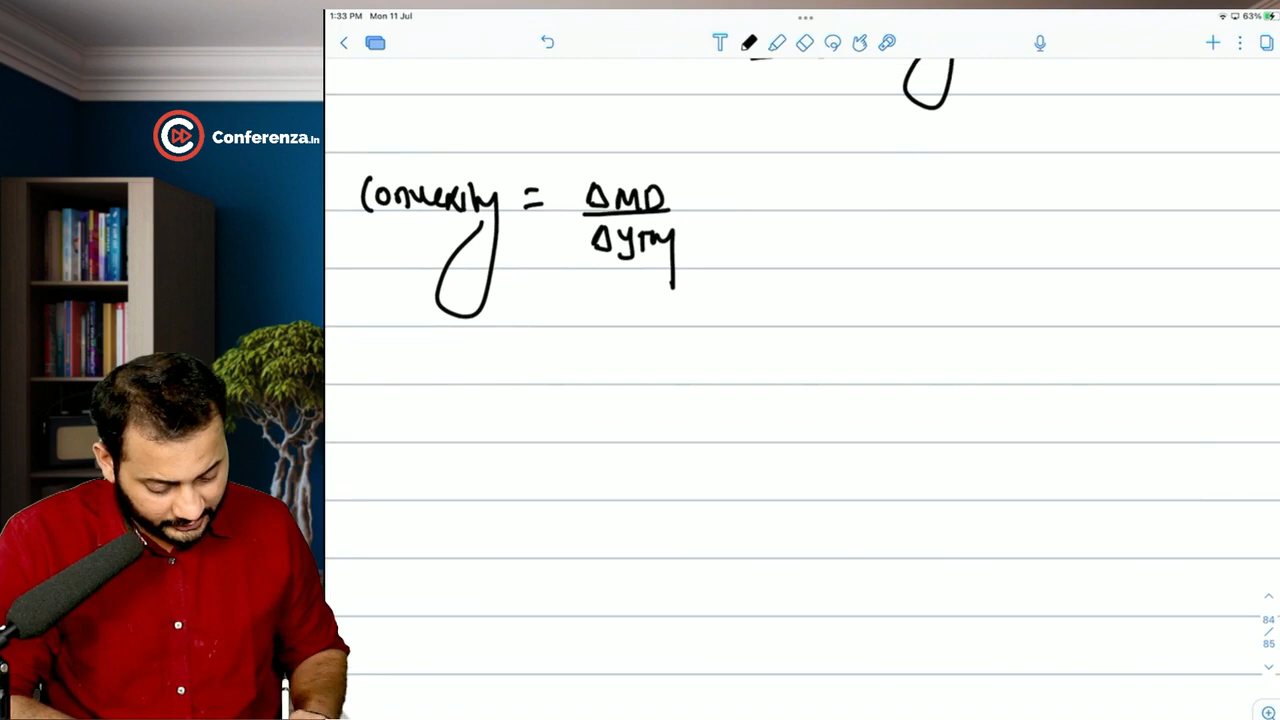 1:33 PM Mon 11 Jul
63%
Conferenza.in
Convexity = ΔMD
ΔYTM
84
/
85